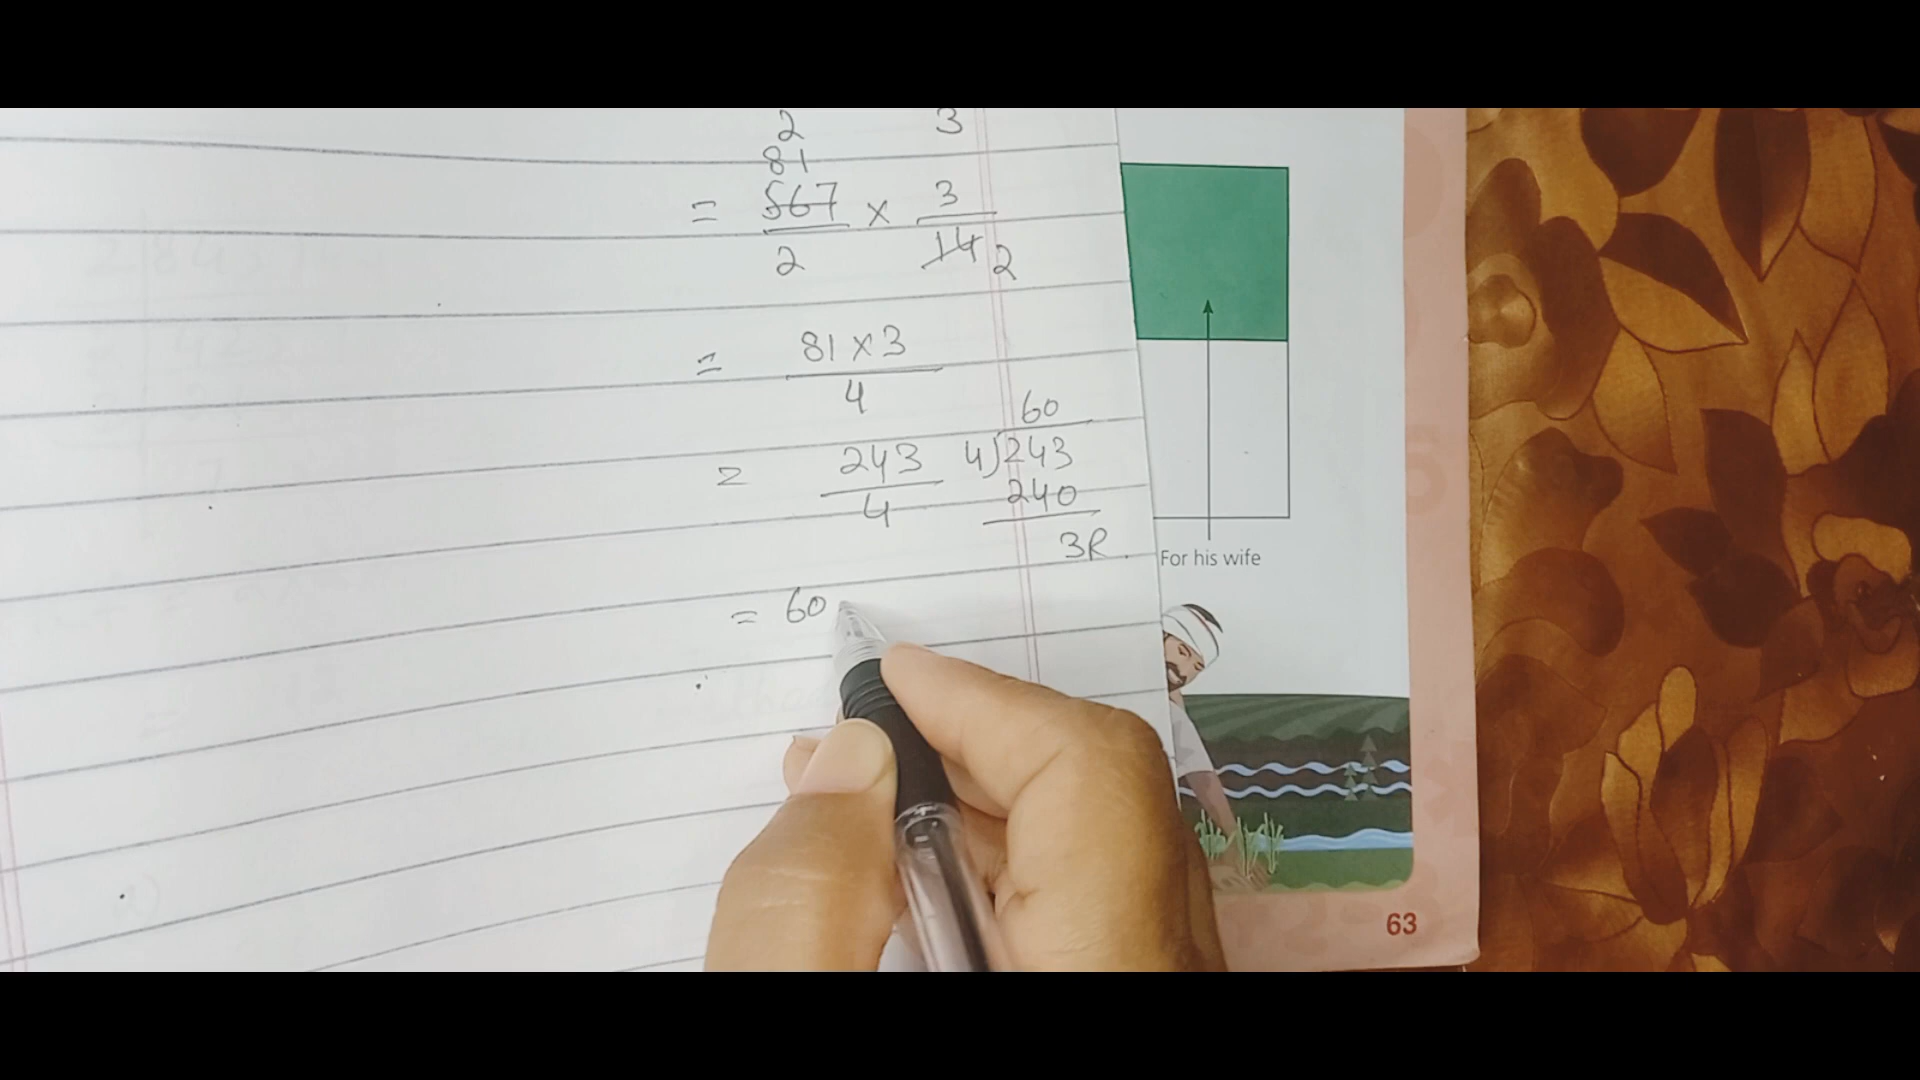 2 3
81
= 567/2 × 3/14 2
= 81 × 3/4
60
= 243/4 4)243
240
3R.
= 60
For his wife
63